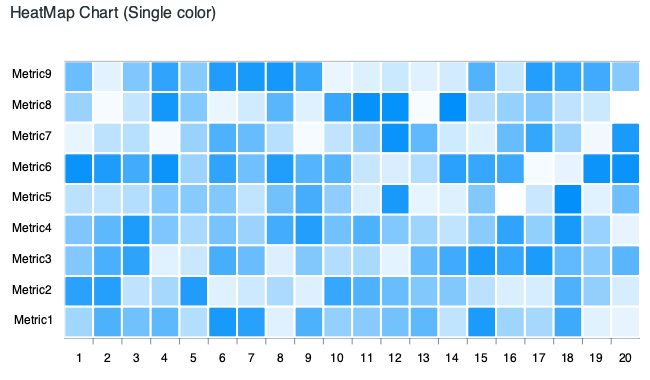 HeatMap Chart (Single color)
Metric9
Metric8
Metric7
Metric6
Metric5
Metric4
Metric3
Metric2
Metric1
1 2 3 4 5 6 7 8 9 10 11 12 13 14 15 16 17 18 19 20